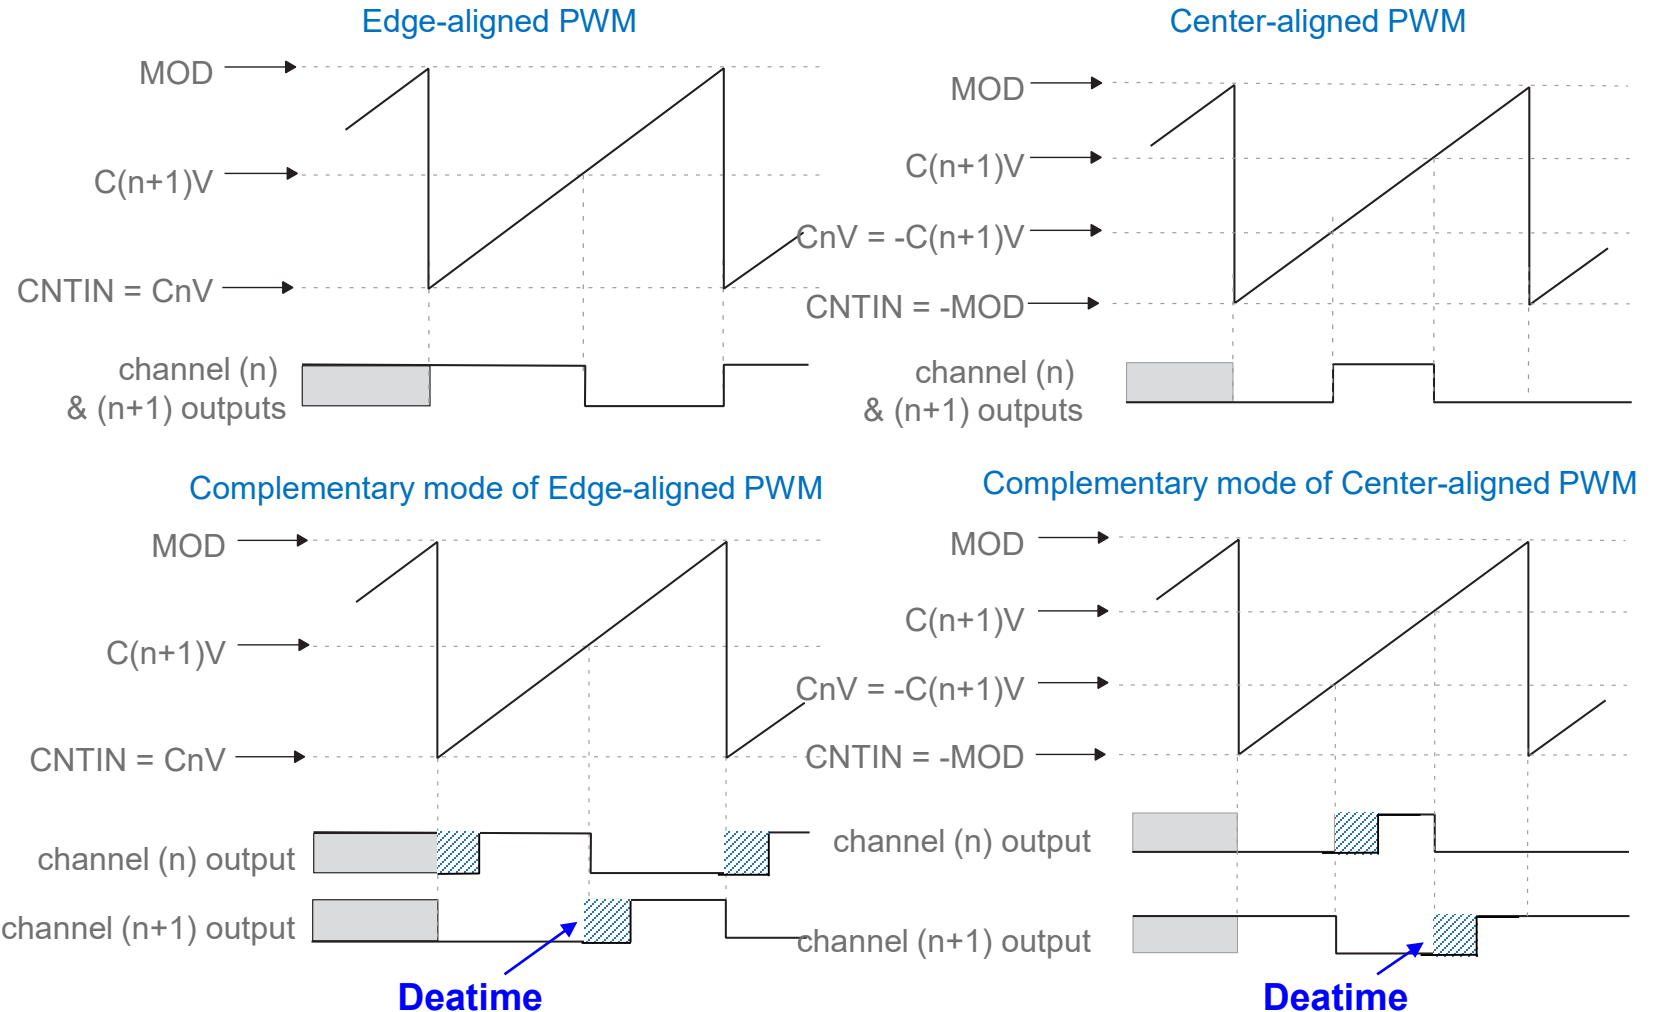 Edge-aligned PWM
MOD
C(n+1)V
CNTIN = CnV
channel (n)
& (n+1) outputs
Center-aligned PWM
MOD
C(n+1)V
CnV = -C(n+1)V
CNTIN = -MOD
channel (n)
& (n+1) outputs
Complementary mode of Edge-aligned PWM
MOD
C(n+1)V
CNTIN = CnV
channel (n) output
channel (n+1) output
Deatime
Complementary mode of Center-aligned PWM
MOD
C(n+1)V
CnV = -C(n+1)V
CNTIN = -MOD
channel (n) output
channel (n+1) output
Deatime